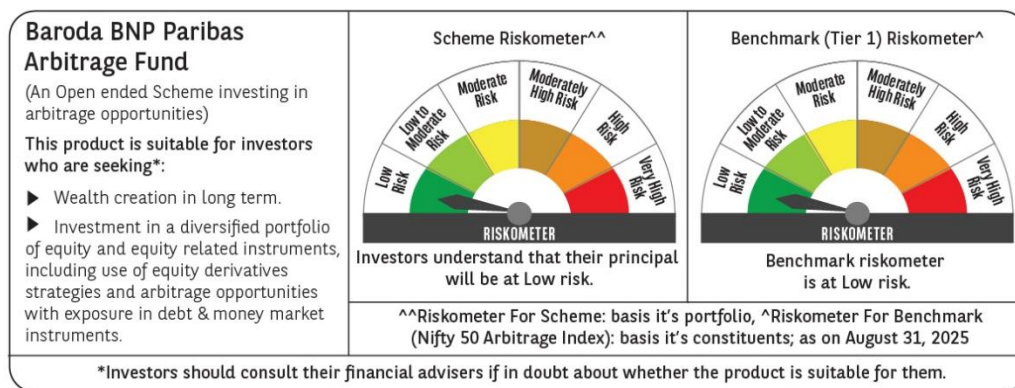 Baroda BNP Paribas
Arbitrage Fund
(An Open ended Scheme investing in
arbitrage opportunities)
This product is suitable for investors
who are seeking*:
▶ Wealth creation in long term.
▶ Investment in a diversified portfolio
of equity and equity related instruments,
including use of equity derivatives
strategies and arbitrage opportunities
with exposure in debt & money market
instruments.
Scheme Riskometer^^
Low
Risk
Low to
Moderate
Risk
Moderate
Risk
Moderately
High Risk
High
Risk
Very High
Risk
RISKOMETER
Investors understand that their principal
will be at Low risk.
Benchmark (Tier 1) Riskometer^
Low
Risk
Low to
Moderate
Risk
Moderate
Risk
Moderately
High Risk
High
Risk
Very High
Risk
RISKOMETER
Benchmark riskometer
is at Low risk.
^^Riskometer For Scheme: basis it's portfolio, ^Riskometer For Benchmark
(Nifty 50 Arbitrage Index): basis it's constituents; as on August 31, 2025
*Investors should consult their financial advisers if in doubt about whether the product is suitable for them.